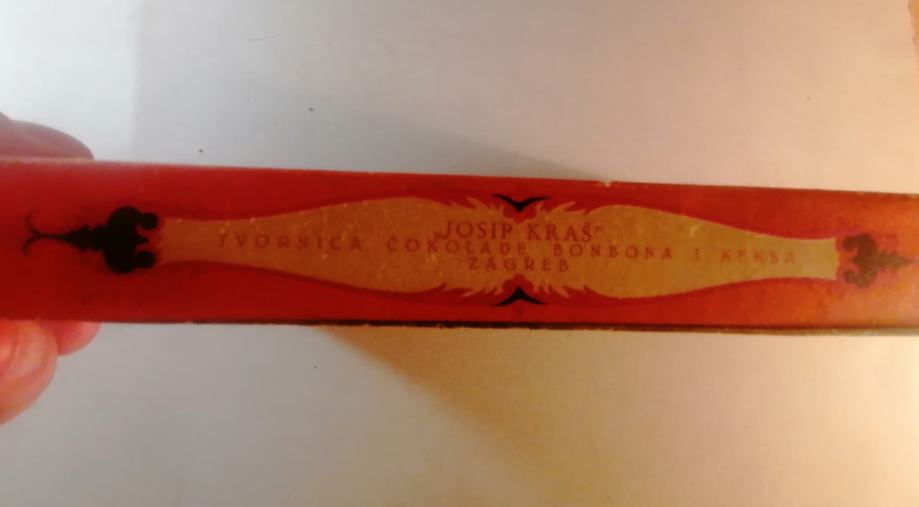 „JOSIP KRAŠ"
TVORNICA ČOKOLADE, BONBONA I KEKSA
ZAGREB